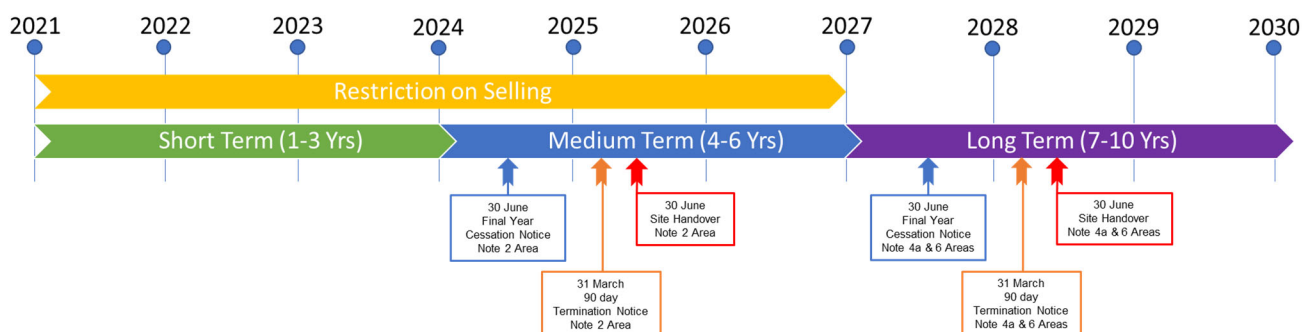 2021 2022 2023 2024 2025 2026 2027 2028 2029 2030
Restriction on Selling
Short Term (1-3 Yrs) Medium Term (4-6 Yrs) Long Term (7-10 Yrs)
30 June
Final Year
Cessation Notice
Note 2 Area
30 June
Site Handover
Note 2 Area
30 June
Final Year
Cessation Notice
Note 4a & 6 Areas
30 June
Site Handover
Note 4a & 6 Areas
31 March
90 day
Termination Notice
Note 2 Area
31 March
90 day
Termination Notice
Note 4a & 6 Areas